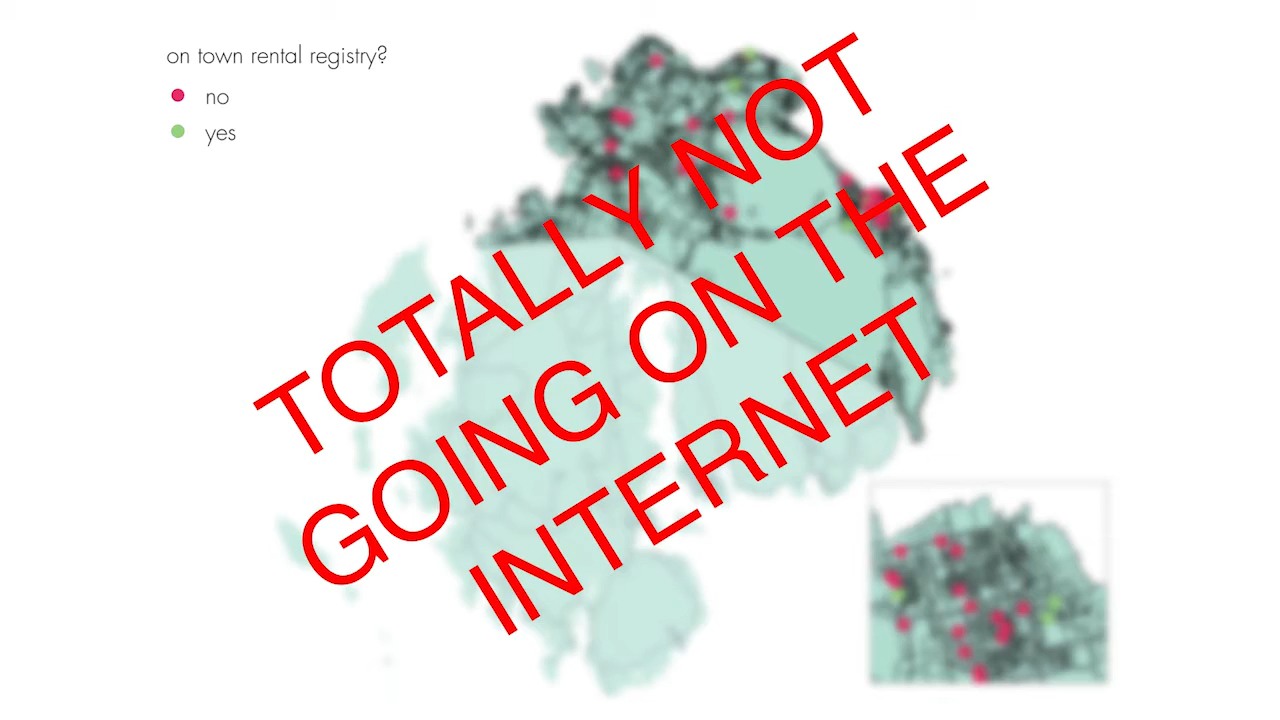 on town rental registry?
no
yes
TOTALLY NOT
GOING ON THE
INTERNET